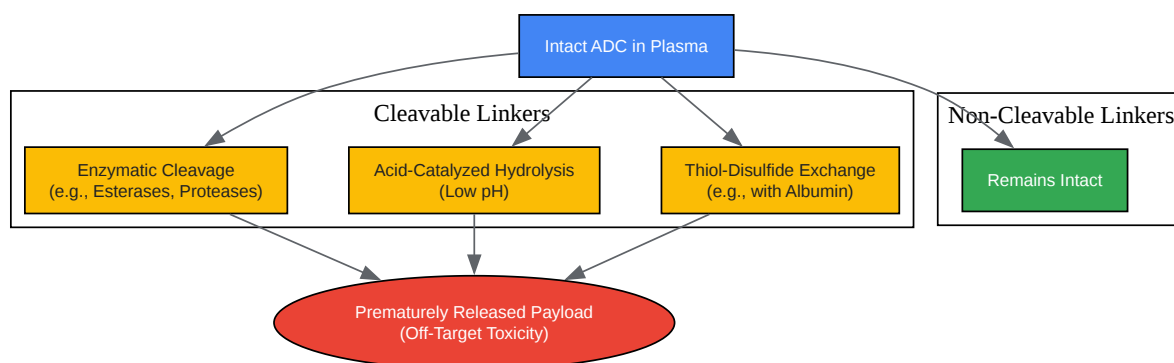 Intact ADC in Plasma
Cleavable Linkers
Non-Cleavable Linkers
Enzymatic Cleavage
(e.g., Esterases, Proteases)
Acid-Catalyzed Hydrolysis
(Low pH)
Thiol-Disulfide Exchange
(e.g., with Albumin)
Remains Intact
Prematurely Released Payload
(Off-Target Toxicity)